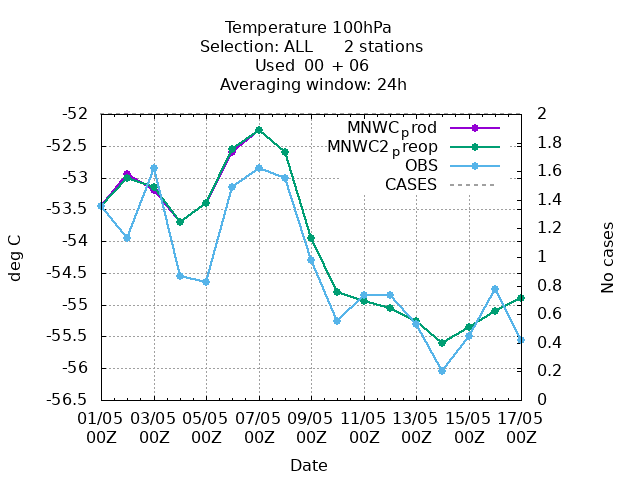 Temperature 100hPa
Selection: ALL 2 stations
Used 00 + 06
Averaging window: 24h
-52
-52.5
-53
-53.5
-54
-54.5
-55
-55.5
-56
-56.5
deg C
MNWC_prod
MNWC2_preop
OBS
CASES
2
1.8
1.6
1.4
1.2
1
0.8
0.6
0.4
0.2
0
No cases
01/05 03/05 05/05 07/05 09/05 11/05 13/05 15/05 17/05
00Z 00Z 00Z 00Z 00Z 00Z 00Z 00Z 00Z
Date